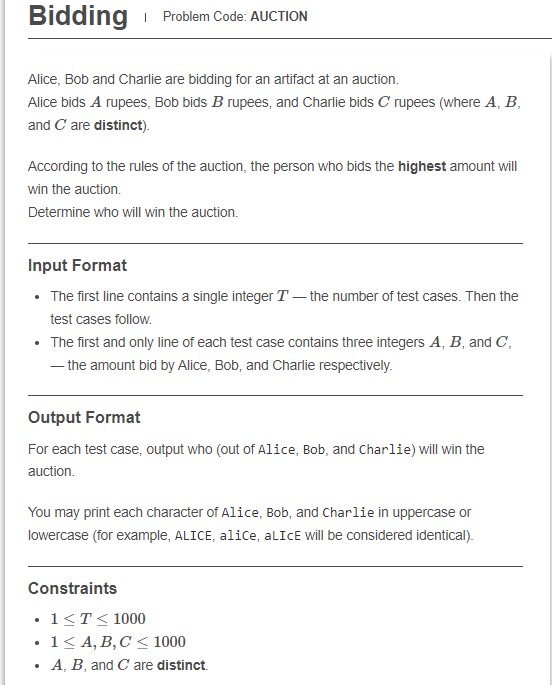 Bidding | Problem Code: AUCTION
Alice, Bob and Charlie are bidding for an artifact at an auction.
Alice bids A rupees, Bob bids B rupees, and Charlie bids C rupees (where A, B,
and C are distinct).
According to the rules of the auction, the person who bids the highest amount will
win the auction.
Determine who will win the auction.
Input Format
• The first line contains a single integer T — the number of test cases. Then the
test cases follow.
• The first and only line of each test case contains three integers A, B, and C,
— the amount bid by Alice, Bob, and Charlie respectively.
Output Format
For each test case, output who (out of Alice, Bob, and Charlie) will win the
auction.
You may print each character of Alice, Bob, and Charlie in uppercase or
lowercase (for example, ALICE, aliCe, aLIcE will be considered identical).
Constraints
• 1 ≤ T ≤ 1000
• 1 ≤ A, B, C ≤ 1000
• A, B, and C are distinct.